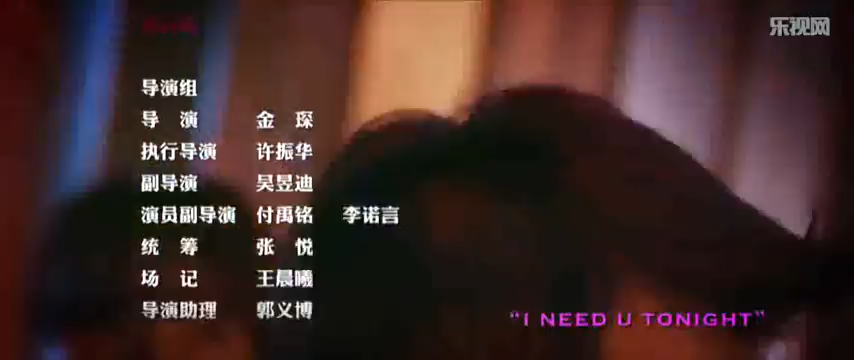 乐视网
导演组
导 演 金 琛
执行导演 许振华
副导演 吴昱迪
演员副导演 付禹铭 李诺言
统 筹 张 悦
场 记 王晨曦
导演助理 郭义博
“I NEED U TONIGHT”